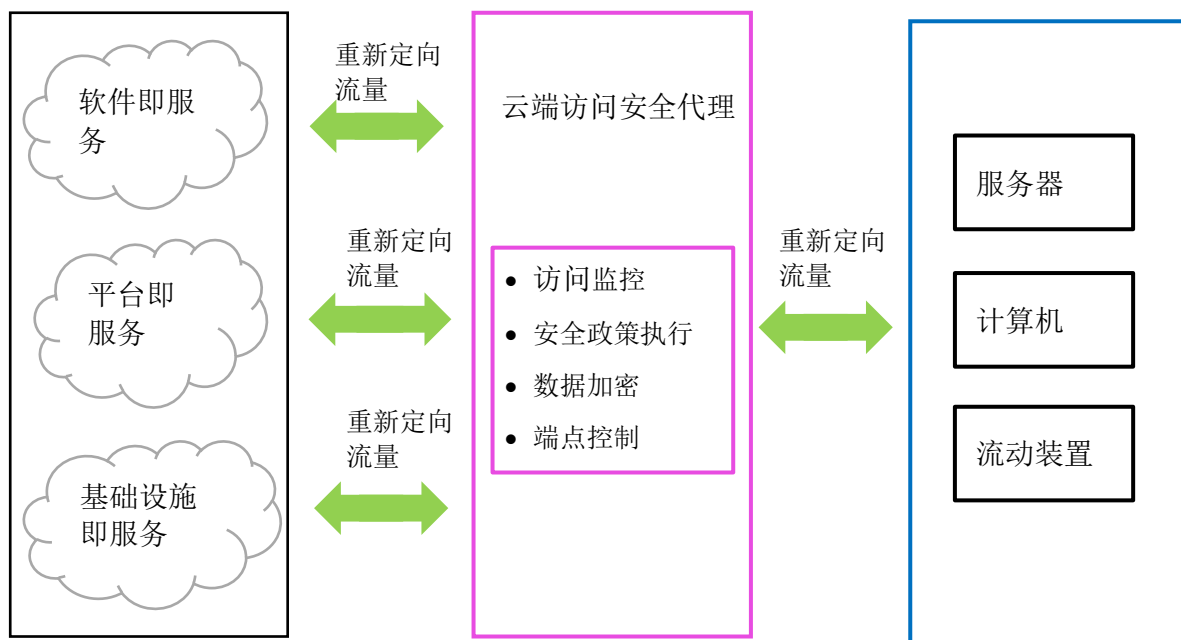 软件即服
务
平台即
服务
基础设施
即服务
重新定向
流量
重新定向
流量
重新定向
流量
云端访问安全代理
• 访问监控
• 安全政策执行
• 数据加密
• 端点控制
重新定向
流量
服务器
计算机
流动装置